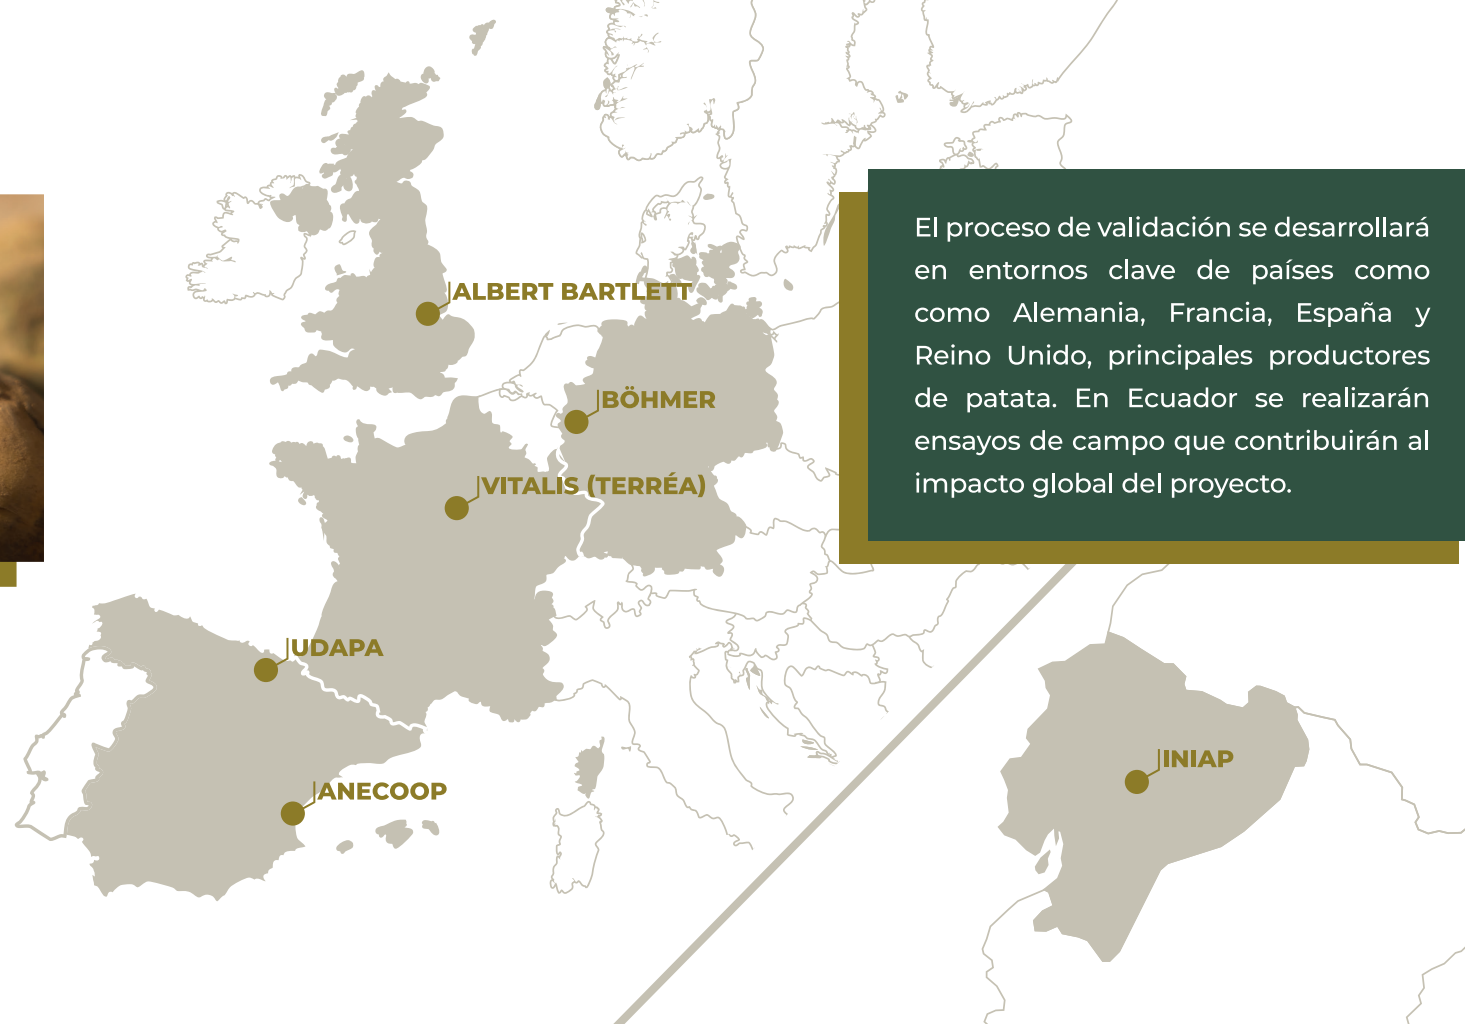 ALBERT BARTLETT
BÖHMER
VITALIS (TERRÉA)
UDAPA
ANECOOP
El proceso de validación se desarrollará
en entornos clave de países como
como Alemania, Francia, España y
Reino Unido, principales productores
de patata. En Ecuador se realizarán
ensayos de campo que contribuirán al
impacto global del proyecto.
INIAP